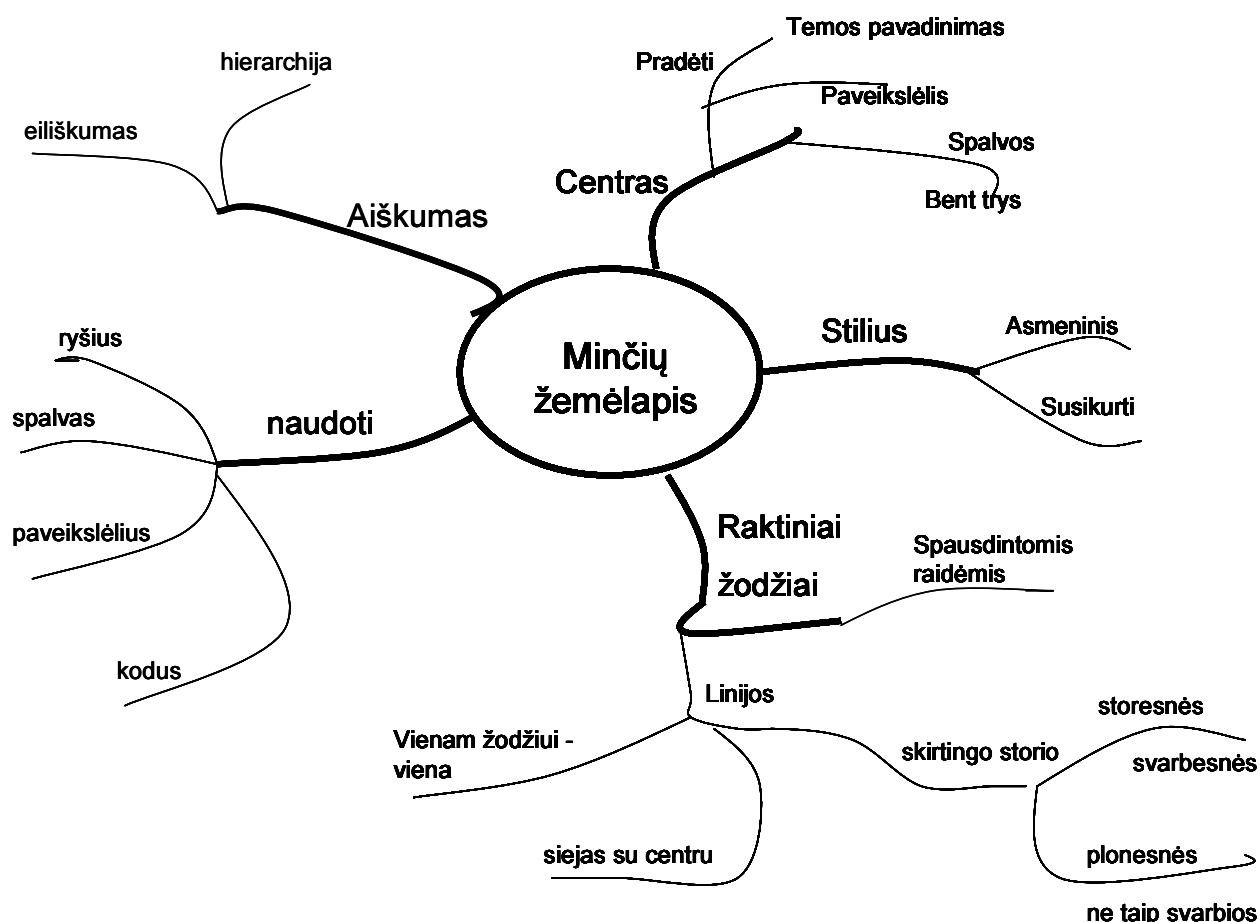 Minčių
žemėlapis
Centras
Pradėti
Temos pavadinimas
Paveikslėlis
Spalvos
Bent trys
Stilius
Asmeninis
Susikurti
Raktiniai
žodžiai
Spausdintomis
raidėmis
Linijos
Vienam žodžiui -
viena
siejas su centru
skirtingo storio
storesnės
svarbesnės
plonesnės
ne taip svarbios
naudoti
ryšius
spalvas
paveikslėlius
kodus
Aiškumas
hierarchija
eiliškumas